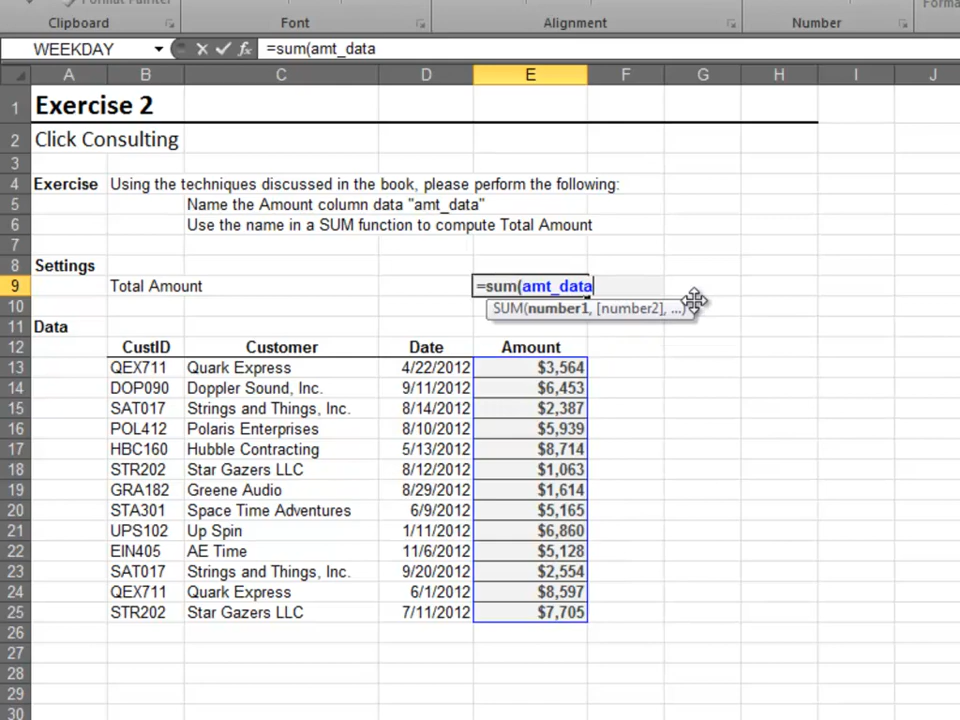 Format Painter
Clipboard Font Alignment Number
WEEKDAY fx =sum(amt_data
A B C D E F G H I J
1 Exercise 2
2 Click Consulting
3
4 Exercise Using the techniques discussed in the book, please perform the following:
5 Name the Amount column data "amt_data"
6 Use the name in a SUM function to compute Total Amount
7
8 Settings
9 Total Amount =sum(amt_data
10 SUM(number1, [number2], ...)
11 Data
12 CustID Customer Date Amount
13 QEX711 Quark Express 4/22/2012 $3,564
14 DOP090 Doppler Sound, Inc. 9/11/2012 $6,453
15 SAT017 Strings and Things, Inc. 8/14/2012 $2,387
16 POL412 Polaris Enterprises 8/10/2012 $5,939
17 HBC160 Hubble Contracting 5/13/2012 $8,714
18 STR202 Star Gazers LLC 8/12/2012 $1,063
19 GRA182 Greene Audio 8/29/2012 $1,614
20 STA301 Space Time Adventures 6/9/2012 $5,165
21 UPS102 Up Spin 1/11/2012 $6,860
22 EIN405 AE Time 11/6/2012 $5,128
23 SAT017 Strings and Things, Inc. 9/20/2012 $2,554
24 QEX711 Quark Express 6/1/2012 $8,597
25 STR202 Star Gazers LLC 7/11/2012 $7,705
26
27
28
29
30